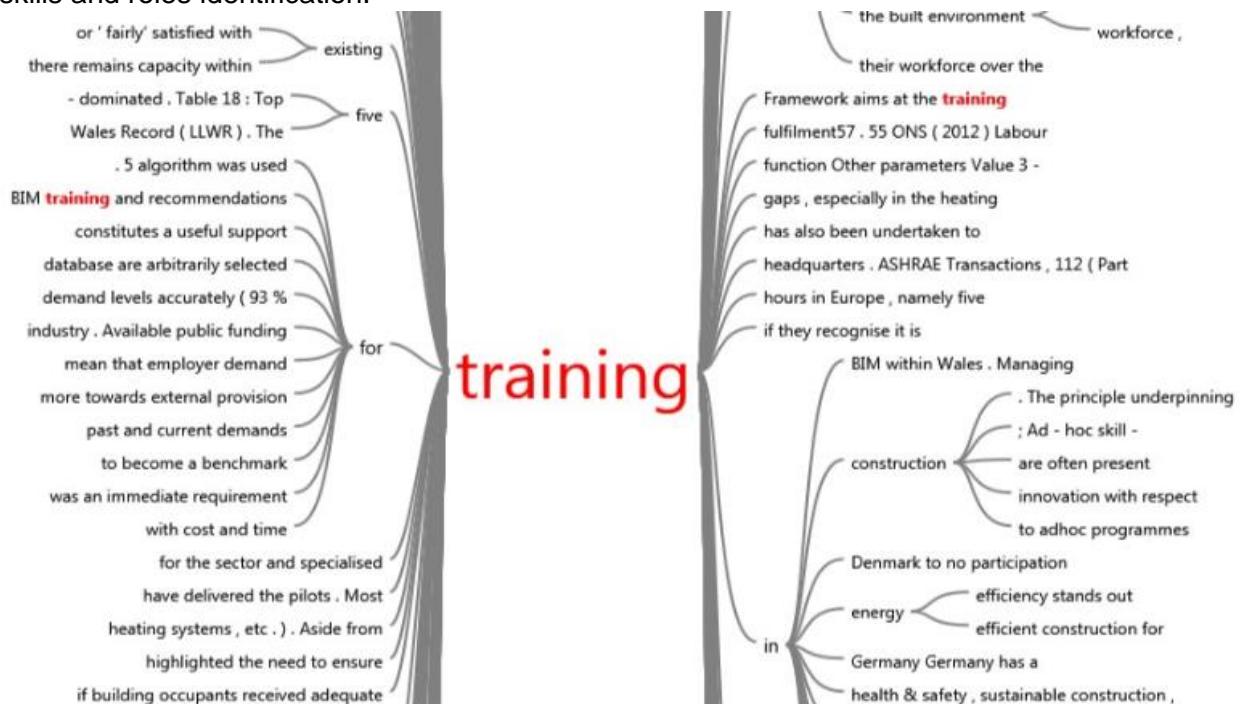 skills and roles identification.
or ' fairly' satisfied with
there remains capacity within
existing
- dominated . Table 18 : Top
Wales Record ( LLWR ) . The
five
. 5 algorithm was used
BIM training and recommendations
constitutes a useful support
database are arbitrarily selected
demand levels accurately ( 93 %
industry . Available public funding
mean that employer demand
more towards external provision
past and current demands
to become a benchmark
was an immediate requirement
with cost and time
for
for the sector and specialised
have delivered the pilots . Most
heating systems , etc . ) . Aside from
highlighted the need to ensure
if building occupants received adequate
training
the built environment
workforce ,
their workforce over the
Framework aims at the training
fulfilment57 . 55 ONS ( 2012 ) Labour
function Other parameters Value 3 -
gaps , especially in the heating
has also been undertaken to
headquarters . ASHRAE Transactions , 112 ( Part
hours in Europe , namely five
if they recognise it is
in
BIM within Wales . Managing
construction
. The principle underpinning
; Ad - hoc skill -
are often present
innovation with respect
to adhoc programmes
Denmark to no participation
energy
efficiency stands out
efficient construction for
Germany Germany has a
health & safety , sustainable construction ,